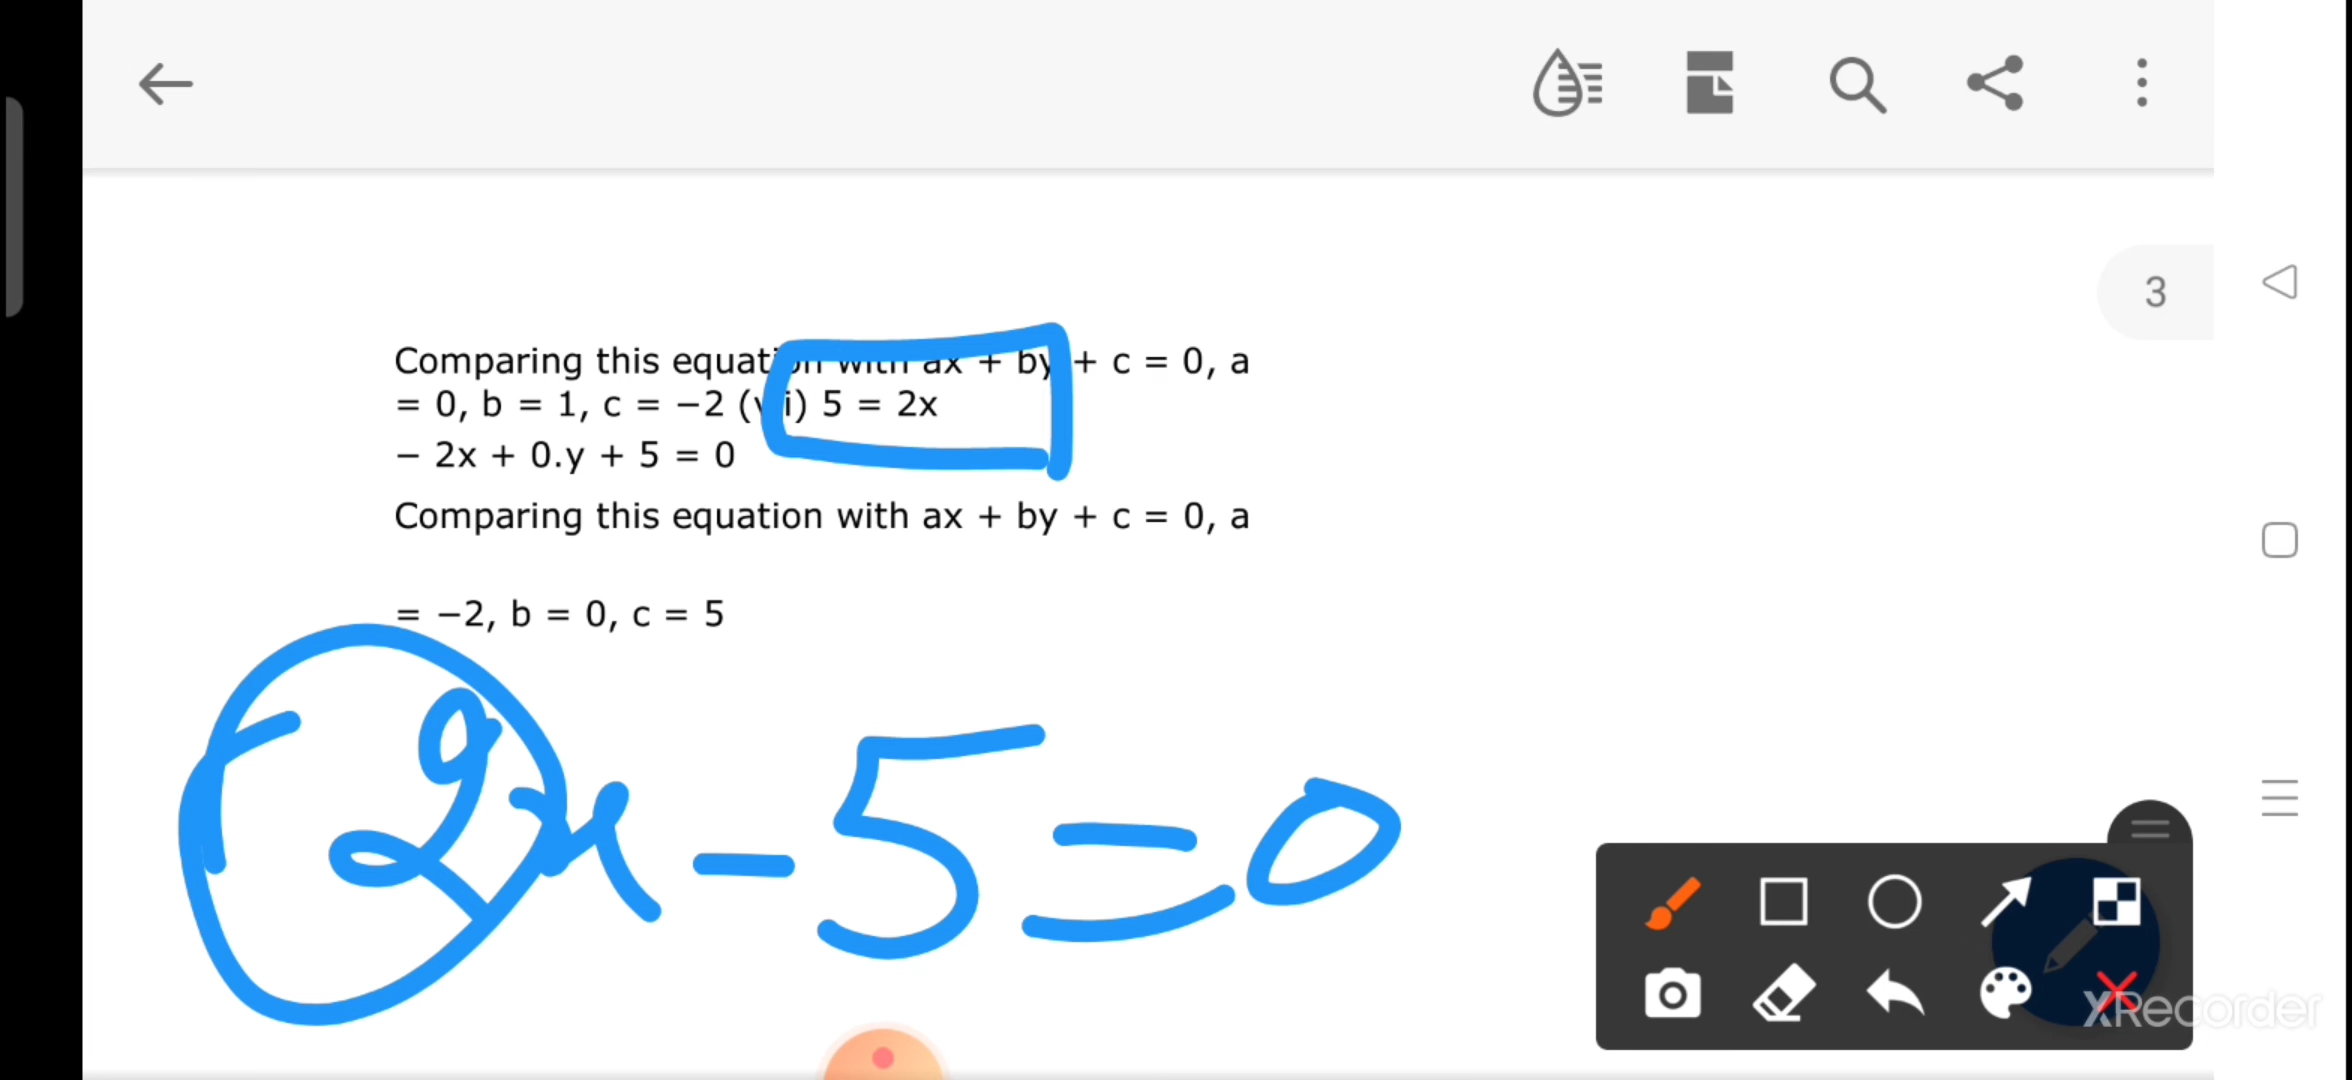 3
Comparing this equation with ax + by + c = 0, a
= 0, b = 1, c = −2 (vii) 5 = 2x
− 2x + 0.y + 5 = 0
Comparing this equation with ax + by + c = 0, a
= −2, b = 0, c = 5
2x - 5 = 0
XRecorder